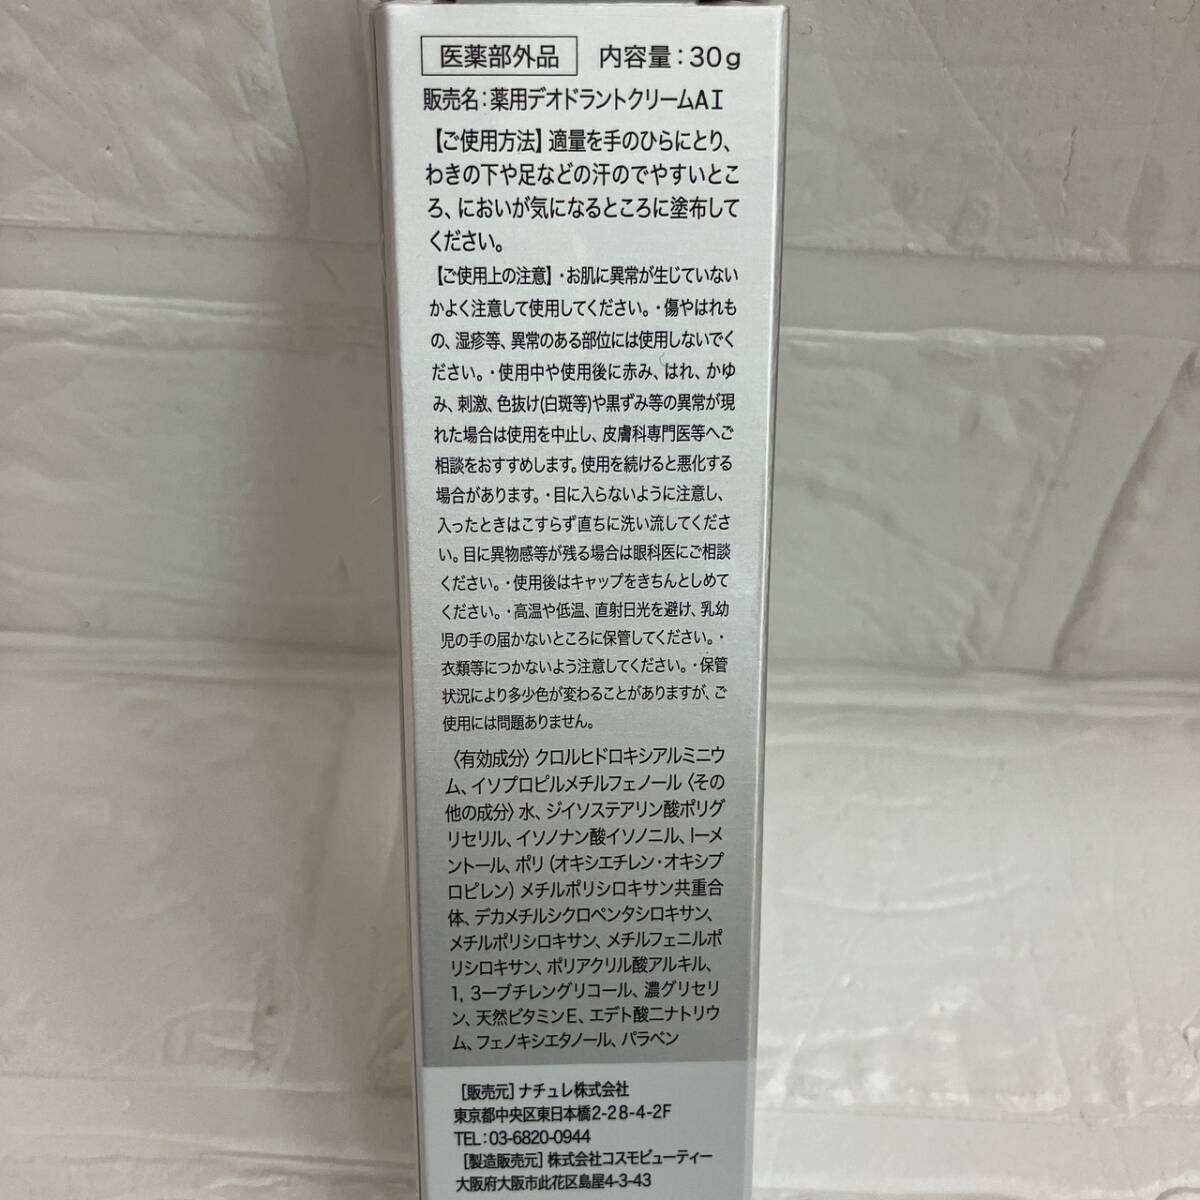 医薬部外品 内容量:30g
販売名:薬用デオドラントクリームAI
【ご使用方法】適量を手のひらにとり、
わきの下や足などの汗のでやすいとこ
ろ、においが気になるところに塗布して
ください。
【ご使用上の注意】・お肌に異常が生じていない
かよく注意して使用してください。・傷やはれも
の、湿疹等、異常のある部位には使用しないでく
ださい。・使用中や使用後に赤み、はれ、かゆ
み、刺激、色抜け(白斑等)や黒ずみ等の異常が現
れた場合は使用を中止し、皮膚科専門医等へご
相談をおすすめします。使用を続けると悪化する
場合があります。・目に入らないように注意し、
入ったときはこすらず直ちに洗い流してくださ
い。目に異物感等が残る場合は眼科医にご相談
ください。・使用後はキャップをきちんとしめて
ください。・高温や低温、直射日光を避け、乳幼
児の手の届かないところに保管してください。・
衣類等につかないよう注意してください。・保管
状況により多少色が変わることがありますが、ご
使用には問題ありません。
〈有効成分〉クロルヒドロキシアルミニウ
ム、イソプロピルメチルフェノール〈その
他の成分〉水、ジイソステアリン酸ポリグ
リセリル、イソノナン酸イソノニル、l-メ
ントール、ポリ(オキシエチレン・オキシプ
ロピレン)メチルポリシロキサン共重合
体、デカメチルシクロペンタシロキサン、
メチルポリシロキサン、メチルフェニルポ
リシロキサン、ポリアクリル酸アルキル、
1, 3-ブチレングリコール、濃グリセリ
ン、天然ビタミンE、エデト酸二ナトリウ
ム、フェノキシエタノール、パラベン
[販売元]ナチュレ株式会社
東京都中央区東日本橋2-28-4-2F
TEL:03-6820-0944
[製造販売元]株式会社コスモビューティー
大阪府大阪市此花区島屋4-3-43